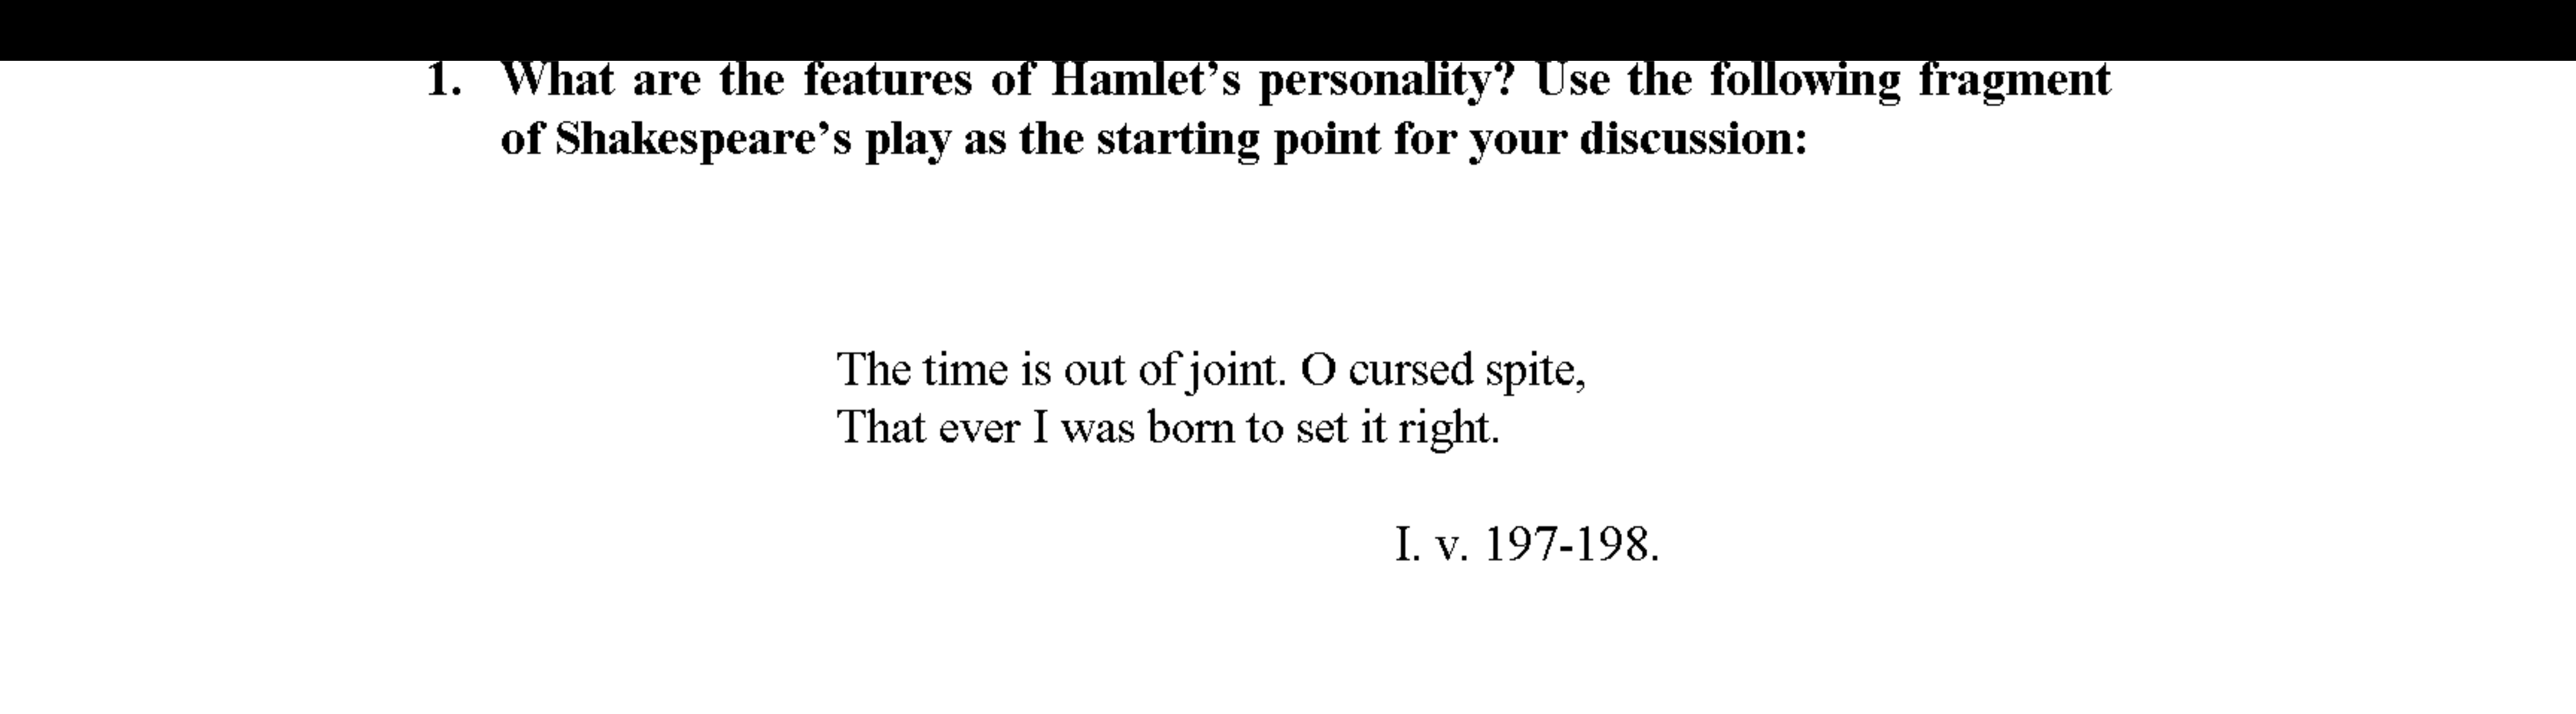 1. What are the features of Hamlet’s personality? Use the following fragment
of Shakespeare’s play as the starting point for your discussion:
The time is out of joint. O cursed spite,
That ever I was born to set it right.
I. v. 197-198.